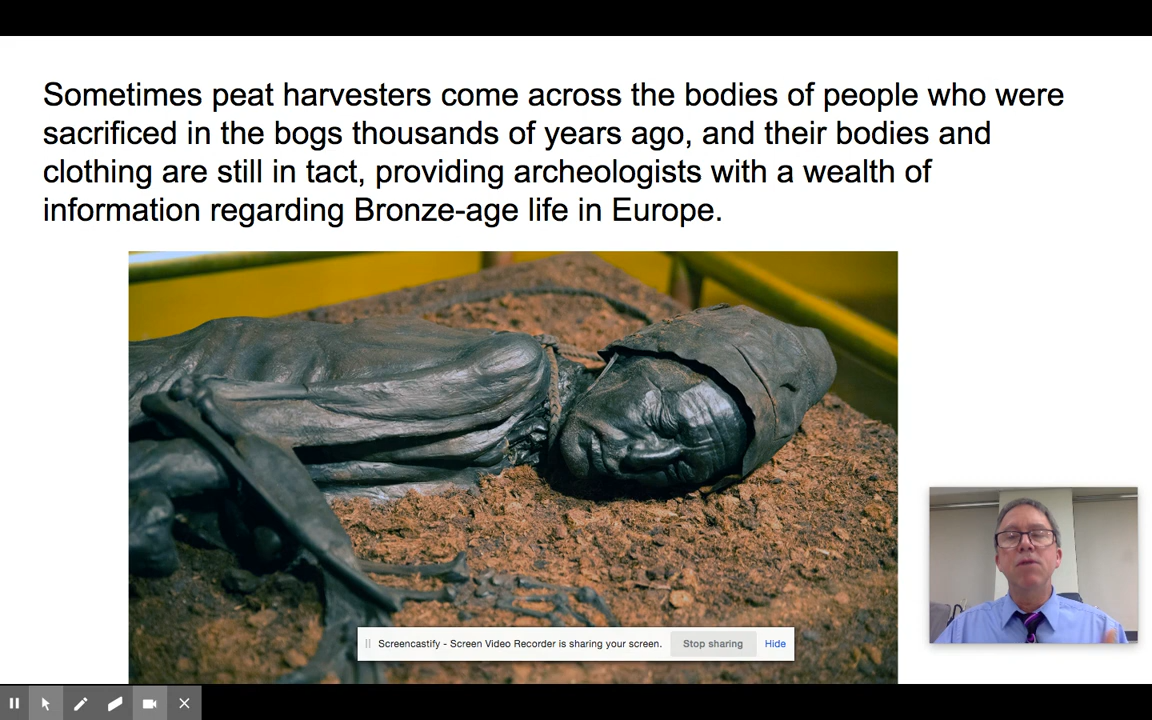 Sometimes peat harvesters come across the bodies of people who were
sacrificed in the bogs thousands of years ago, and their bodies and
clothing are still in tact, providing archeologists with a wealth of
information regarding Bronze-age life in Europe.
Screencastify - Screen Video Recorder is sharing your screen. Stop sharing Hide